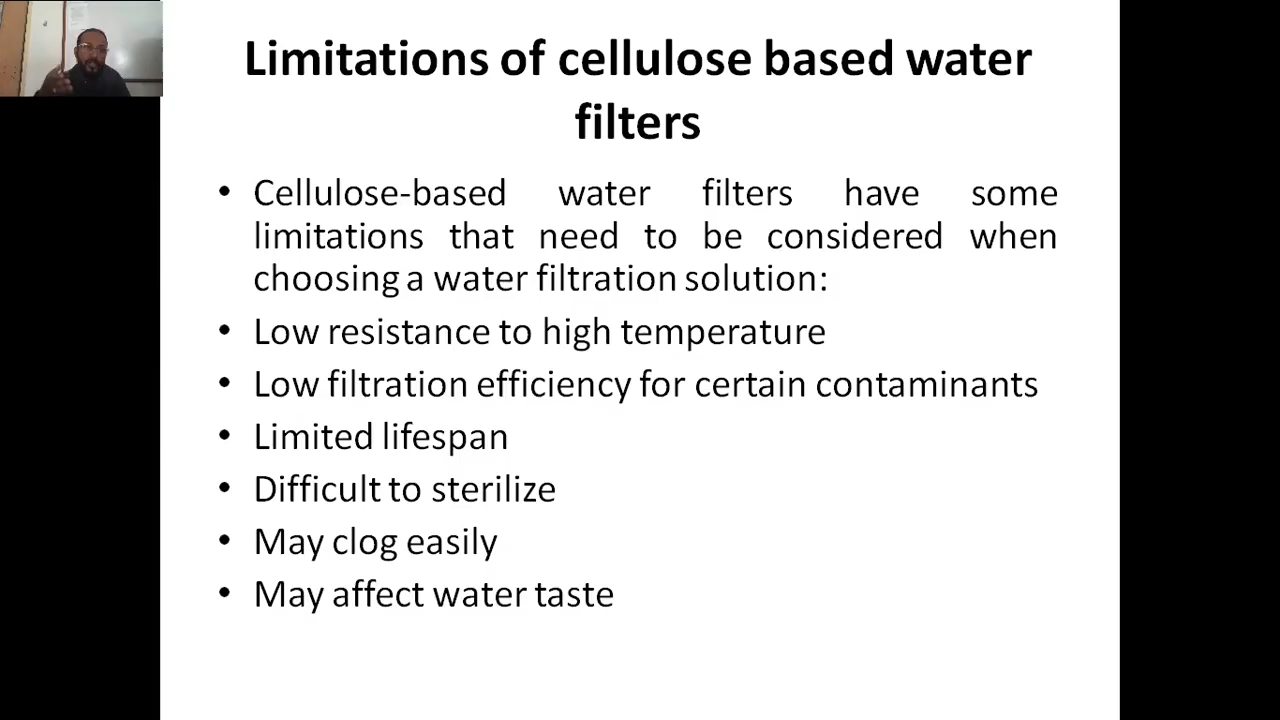 Limitations of cellulose based water
filters
• Cellulose-based water filters have some
limitations that need to be considered when
choosing a water filtration solution:
• Low resistance to high temperature
• Low filtration efficiency for certain contaminants
• Limited lifespan
• Difficult to sterilize
• May clog easily
• May affect water taste